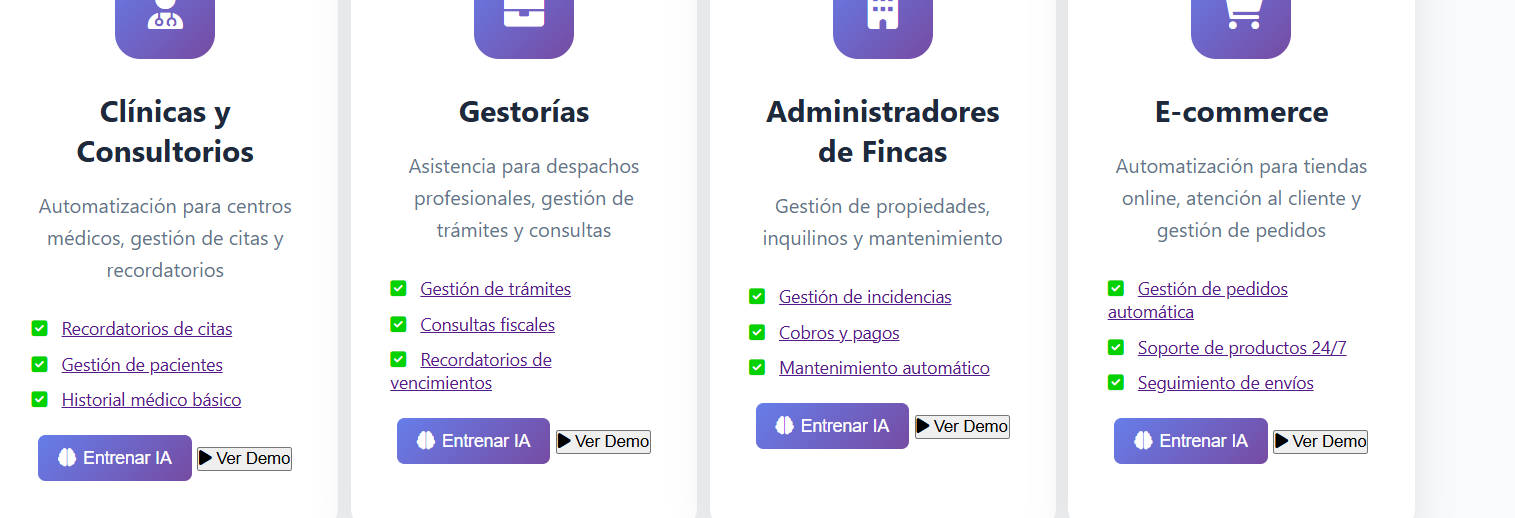 Clínicas y
Consultorios
Automatización para centros
médicos, gestión de citas y
recordatorios
Recordatorios de citas
Gestión de pacientes
Historial médico básico
Entrenar IA
Ver Demo
Gestorías
Asistencia para despachos
profesionales, gestión de
trámites y consultas
Gestión de trámites
Consultas fiscales
Recordatorios de
vencimientos
Entrenar IA
Ver Demo
Administradores
de Fincas
Gestión de propiedades,
inquilinos y mantenimiento
Gestión de incidencias
Cobros y pagos
Mantenimiento automático
Entrenar IA
Ver Demo
E-commerce
Automatización para tiendas
online, atención al cliente y
gestión de pedidos
Gestión de pedidos
automática
Soporte de productos 24/7
Seguimiento de envíos
Entrenar IA
Ver Demo